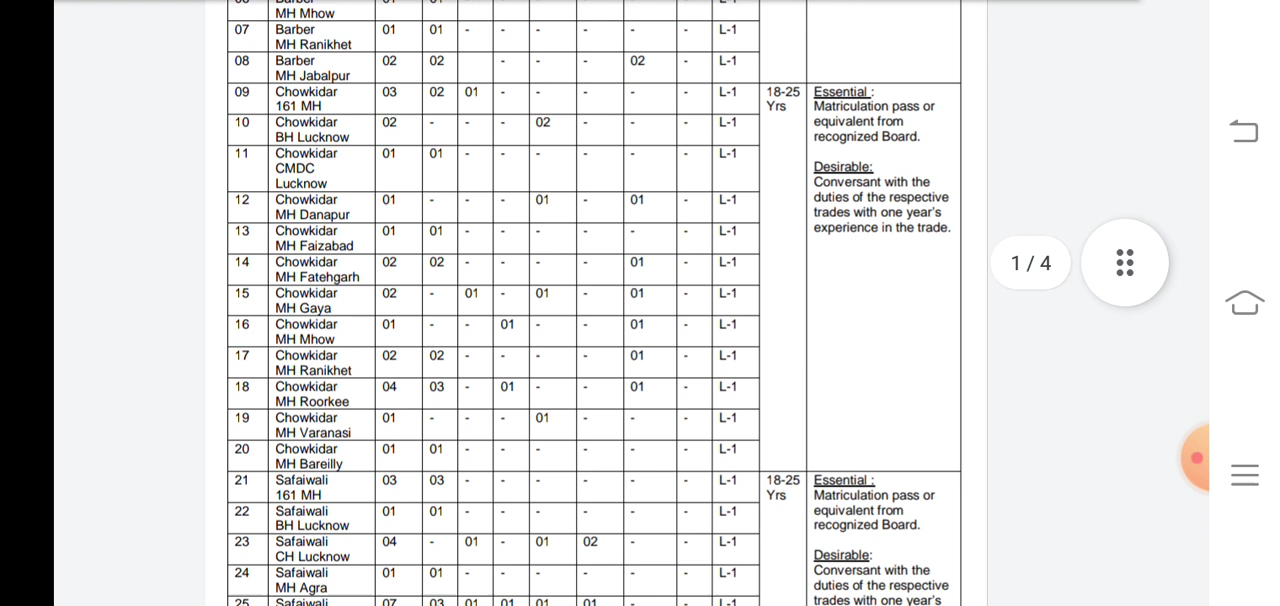 MH Mhow
07 Barber 01 01 - - - - - - L-1
MH Ranikhet
08 Barber 02 02 - - - 02 - L-1
MH Jabalpur
09 Chowkidar 03 02 01 - - - - - L-1 18-25 Essential :
161 MH Yrs Matriculation pass or
10 Chowkidar 02 - - - 02 - - - L-1 equivalent from
BH Lucknow recognized Board.
11 Chowkidar 01 01 - - - - - - L-1
CMDC Desirable:
Lucknow Conversant with the
12 Chowkidar 01 - - - 01 - 01 - L-1 duties of the respective
MH Danapur trades with one year's
13 Chowkidar 01 01 - - - - - - L-1 experience in the trade.
MH Faizabad
14 Chowkidar 02 02 - - - - 01 - L-1
MH Fatehgarh
1 / 4
15 Chowkidar 02 - 01 - 01 - 01 - L-1
MH Gaya
16 Chowkidar 01 - - 01 - - 01 - L-1
MH Mhow
17 Chowkidar 02 02 - - - - 01 - L-1
MH Ranikhet
18 Chowkidar 04 03 - 01 - - 01 - L-1
MH Roorkee
19 Chowkidar 01 - - - 01 - - - L-1
MH Varanasi
20 Chowkidar 01 01 - - - - - - L-1
MH Bareilly
21 Safaiwali 03 03 - - - - - - L-1 18-25 Essential :
161 MH Yrs Matriculation pass or
22 Safaiwali 01 01 - - - - - - L-1 equivalent from
BH Lucknow recognized Board.
23 Safaiwali 04 - 01 - 01 02 - - L-1
CH Lucknow Desirable:
24 Safaiwali 01 01 - - - - - - L-1 Conversant with the
MH Agra duties of the respective
25 Safaiwali 07 03 01 01 01 01 - - L-1 trades with one year's